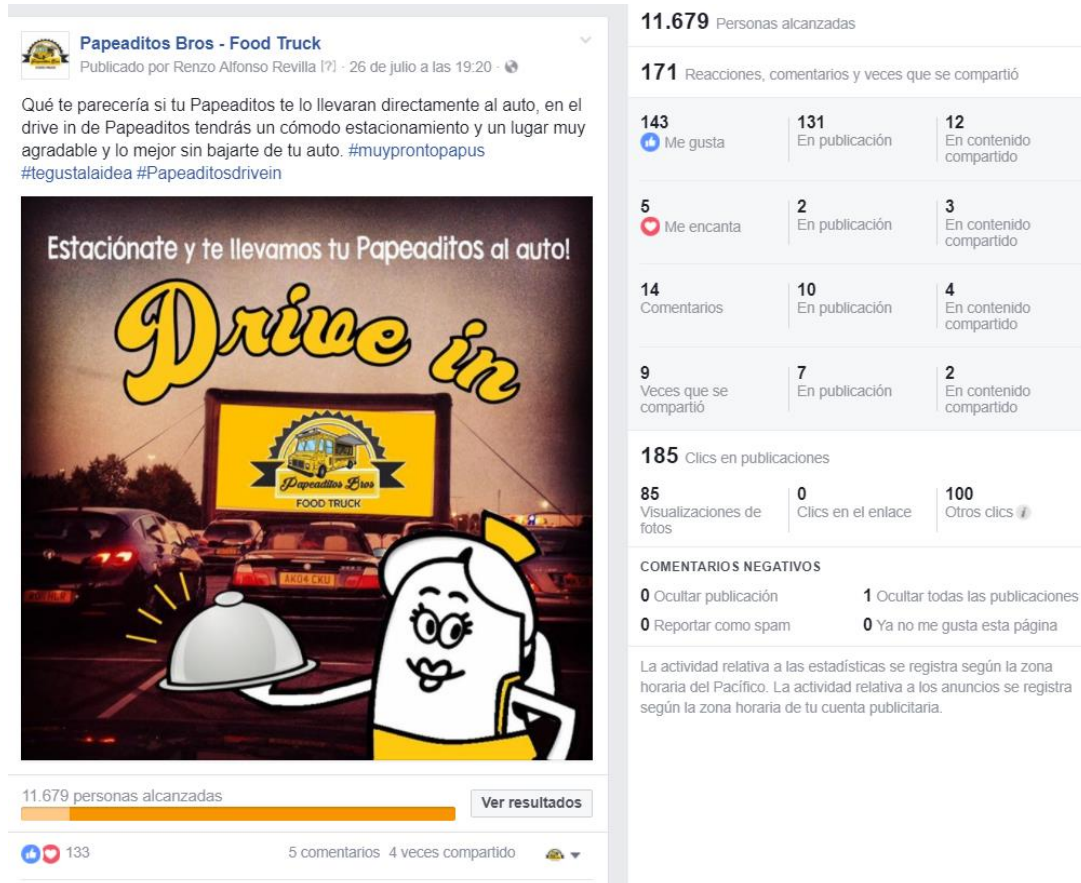 Papeaditos Bros - Food Truck
Publicado por Renzo Alfonso Revilla [?] · 26 de julio a las 19:20 ·
Qué te parecería si tu Papeaditos te lo llevaran directamente al auto, en el
drive in de Papeaditos tendrás un cómodo estacionamiento y un lugar muy
agradable y lo mejor sin bajarte de tu auto. #muyprontopapus
#tegustalaidea #Papeaditosdrivein
Estaciónate y te llevamos tu Papeaditos al auto!
Drive in
Papeaditos Bros
FOOD TRUCK
AK04 CKU
11.679 personas alcanzadas
Ver resultados
133
5 comentarios 4 veces compartido
11.679 Personas alcanzadas
171 Reacciones, comentarios y veces que se compartió
143
Me gusta
131
En publicación
12
En contenido
compartido
5
Me encanta
2
En publicación
3
En contenido
compartido
14
Comentarios
10
En publicación
4
En contenido
compartido
9
Veces que se
compartió
7
En publicación
2
En contenido
compartido
185 Clics en publicaciones
85
Visualizaciones de
fotos
0
Clics en el enlace
100
Otros clics i
COMENTARIOS NEGATIVOS
0 Ocultar publicación
1 Ocultar todas las publicaciones
0 Reportar como spam
0 Ya no me gusta esta página
La actividad relativa a las estadísticas se registra según la zona
horaria del Pacífico. La actividad relativa a los anuncios se registra
según la zona horaria de tu cuenta publicitaria.